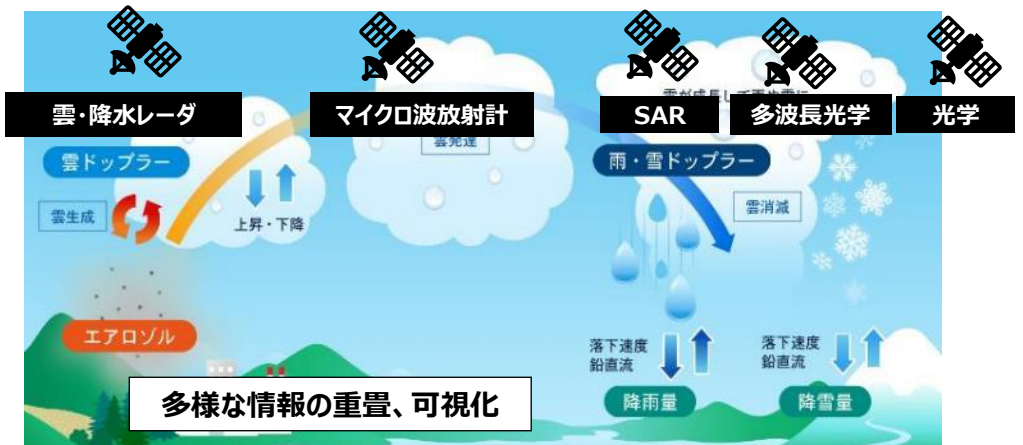 雲・降水レーダ
マイクロ波放射計
SAR
多波長光学
光学
雲ドップラー
雲発達
雨・雪ドップラー
雲生成
上昇・下降
雲消滅
エアロゾル
落下速度
鉛直流
落下速度
鉛直流
多様な情報の重畳、可視化
降雨量
降雪量